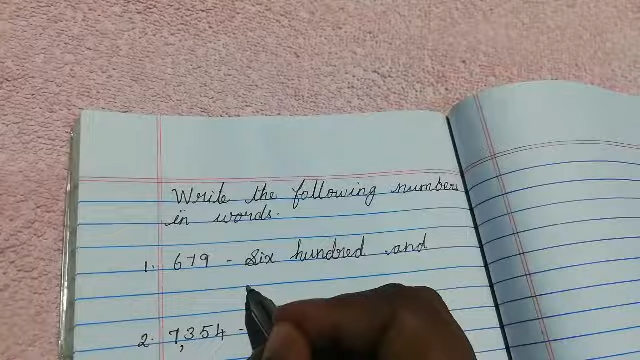 Write the following numbers
in words.
1. 679 - Six hundred and
2. 7,354 -